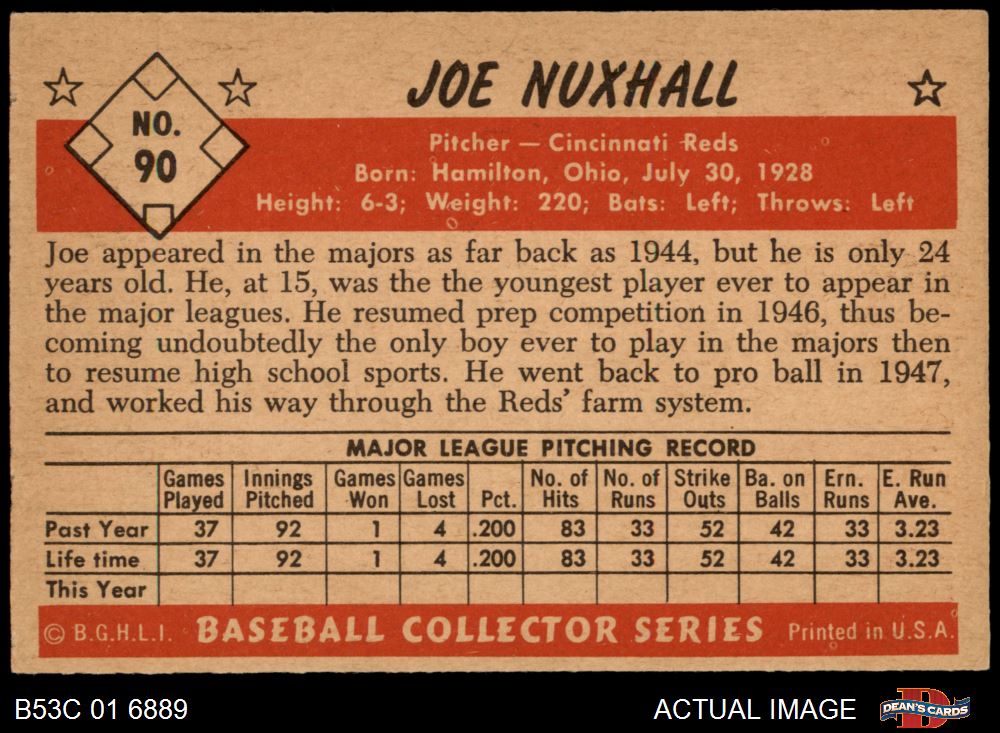 JOE NUXHALL
NO.
90
Pitcher — Cincinnati Reds
Born: Hamilton, Ohio, July 30, 1928
Height: 6-3; Weight: 220; Bats: Left; Throws: Left
Joe appeared in the majors as far back as 1944, but he is only 24
years old. He, at 15, was the the youngest player ever to appear in
the major leagues. He resumed prep competition in 1946, thus be-
coming undoubtedly the only boy ever to play in the majors then
to resume high school sports. He went back to pro ball in 1947,
and worked his way through the Reds' farm system.
MAJOR LEAGUE PITCHING RECORD
Games Innings Games Games No. of No. of Strike Ba. on Ern. E. Run
Played Pitched Won Lost Pct. Hits Runs Outs Balls Runs Ave.
Past Year 37 92 1 4 .200 83 33 52 42 33 3.23
Life time 37 92 1 4 .200 83 33 52 42 33 3.23
This Year
© B.G.H.L.I. BASEBALL COLLECTOR SERIES Printed in U.S.A.
B53C 01 6889 ACTUAL IMAGE DEAN'S CARDS